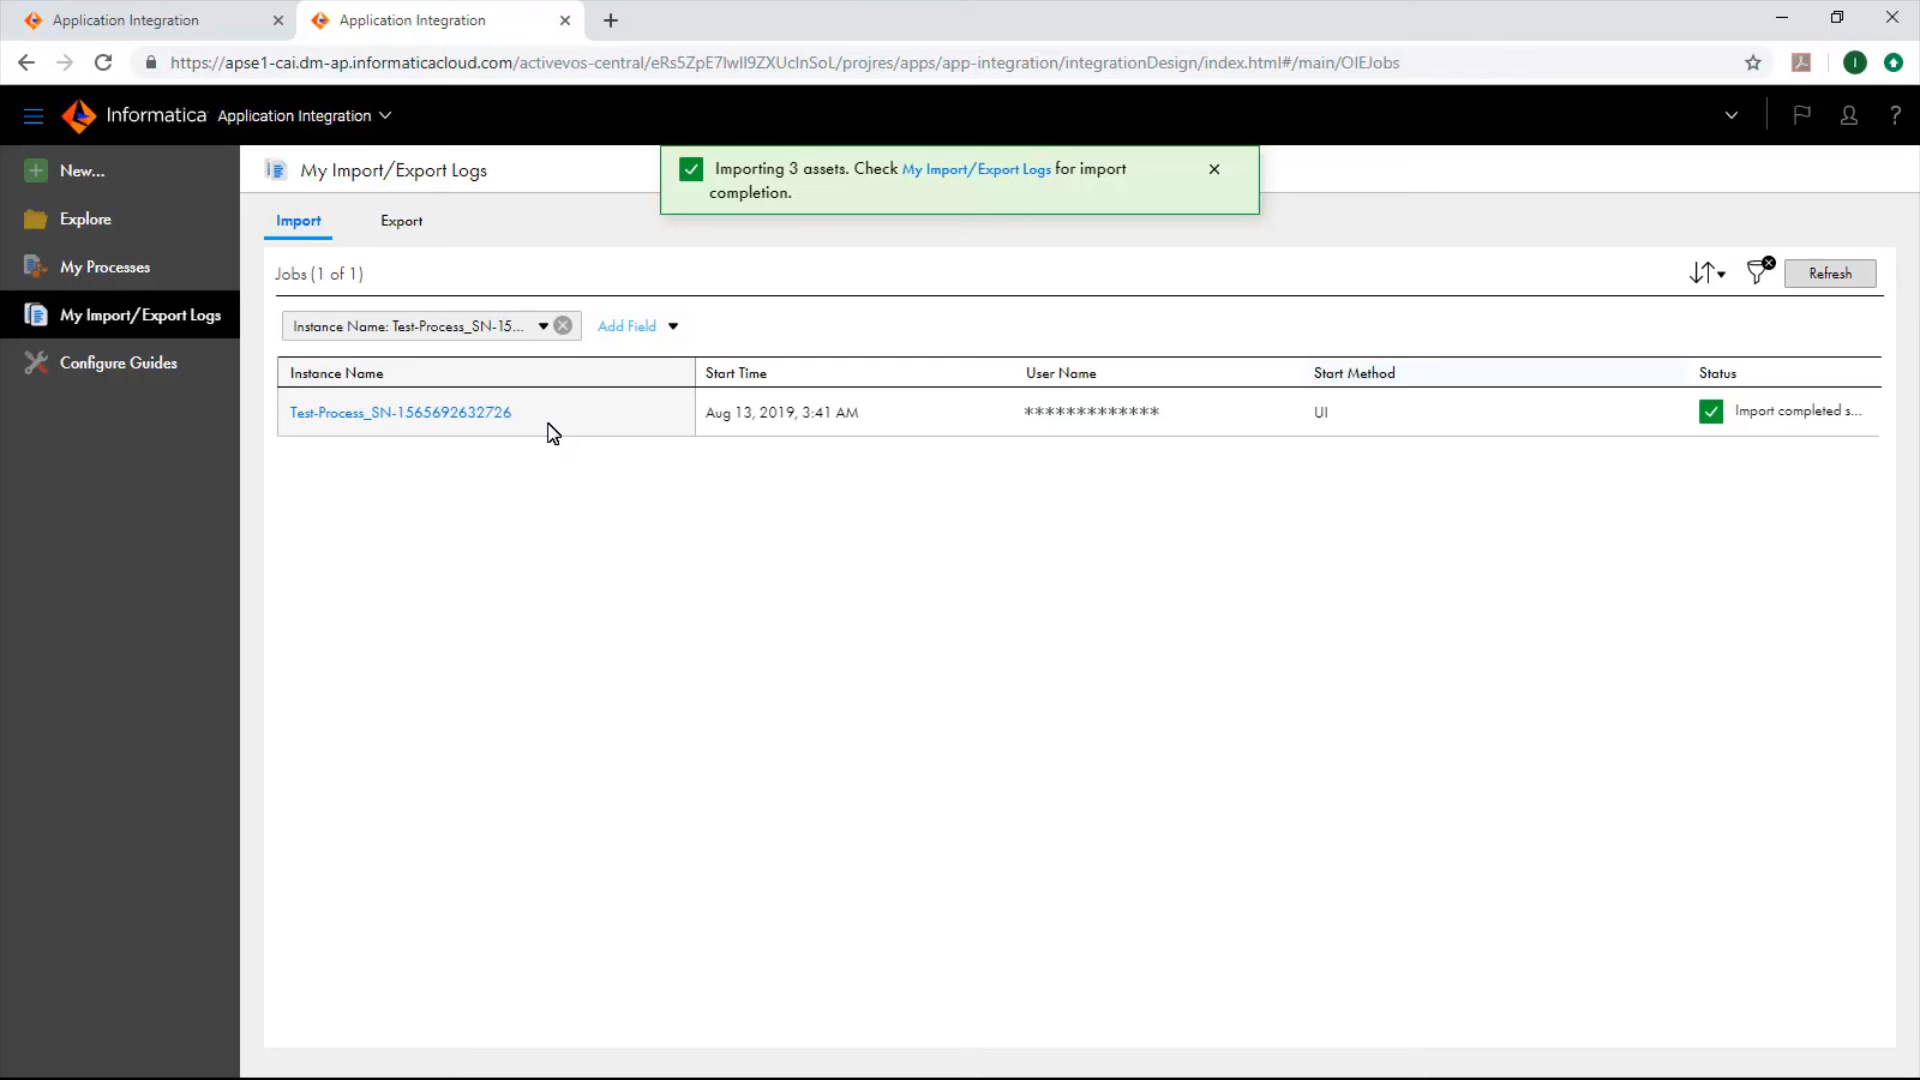 Application Integration
Application Integration
https://apse1-cai.dm-ap.informaticacloud.com/activevos-central/eRs5ZpE7IwII9ZXUcInSoL/projres/apps/app-integration/integrationDesign/index.html#/main/OIEJobs
I
Informatica Application Integration
?
New...
Explore
My Processes
My Import/Export Logs
Configure Guides
My Import/Export Logs
Importing 3 assets. Check My Import/Export Logs for import
completion.
Import Export
Jobs (1 of 1)
Refresh
Instance Name: Test-Process_SN-15... Add Field
Instance Name Start Time User Name Start Method Status
Test-Process_SN-1565692632726 Aug 13, 2019, 3:41 AM ************* UI Import completed s...